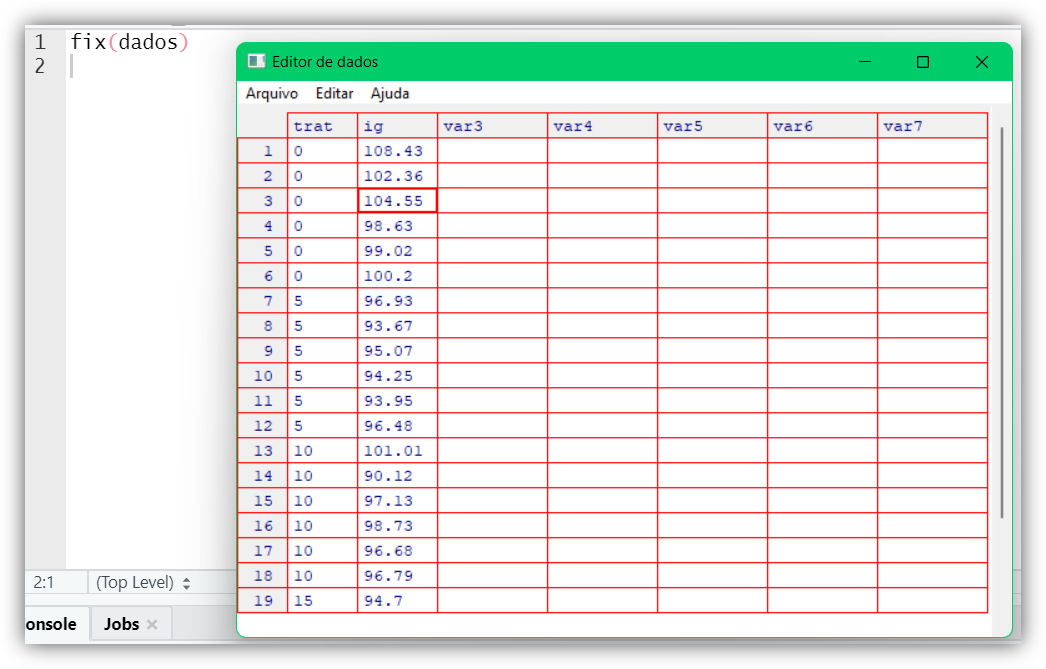 1 fix(dados)
2
Editor de dados
Arquivo Editar Ajuda
trat ig var3 var4 var5 var6 var7
1 0 108.43
2 0 102.36
3 0 104.55
4 0 98.63
5 0 99.02
6 0 100.2
7 5 96.93
8 5 93.67
9 5 95.07
10 5 94.25
11 5 93.95
12 5 96.48
13 10 101.01
14 10 90.12
15 10 97.13
16 10 98.73
17 10 96.68
18 10 96.79
19 15 94.7
2:1 (Top Level)
onsole Jobs